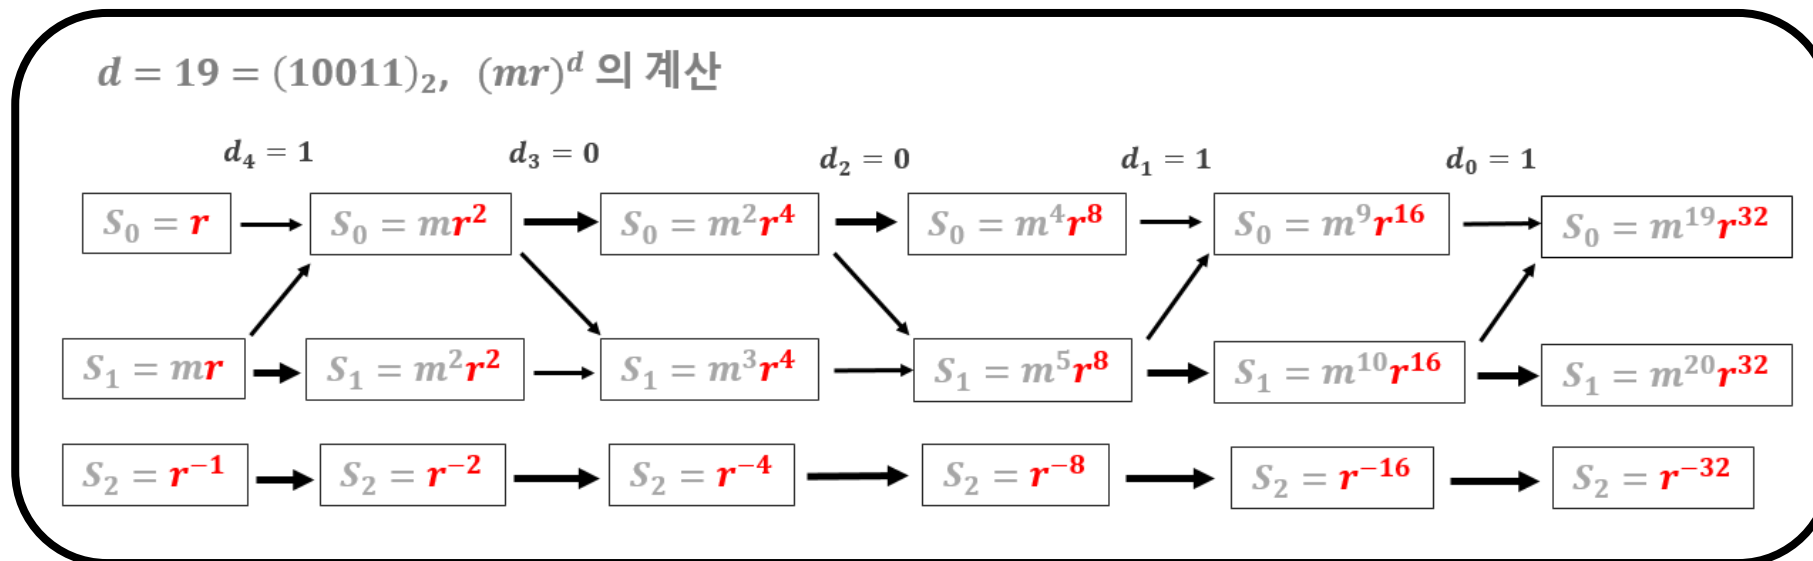 d = 19 = (10011)₂, (mr)ᵈ 의 계산
d₄ = 1 d₃ = 0 d₂ = 0 d₁ = 1 d₀ = 1
S₀ = r S₀ = mr² S₀ = m²r⁴ S₀ = m⁴r⁸ S₀ = m⁹r¹⁶ S₀ = m¹⁹r³²
S₁ = mr S₁ = m²r² S₁ = m³r⁴ S₁ = m⁵r⁸ S₁ = m¹⁰r¹⁶ S₁ = m²⁰r³²
S₂ = r⁻¹ S₂ = r⁻² S₂ = r⁻⁴ S₂ = r⁻⁸ S₂ = r⁻¹⁶ S₂ = r⁻³²